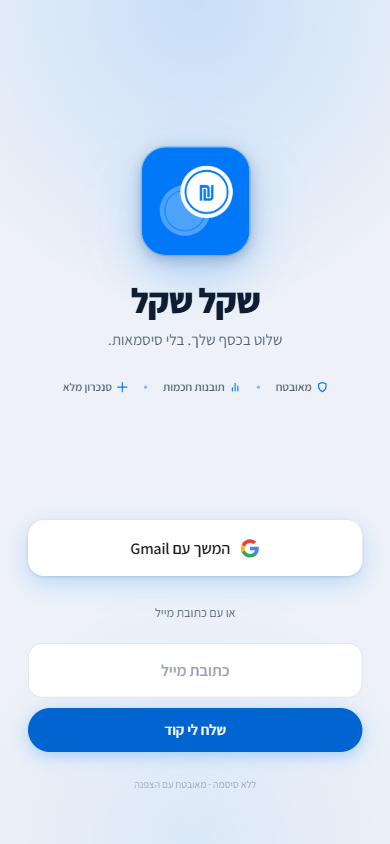 ₪
שקל שקל
שלוט בכסף שלך. בלי סיסמאות.
מאובטח • תובנות חכמות • סנכרון מלא
המשך עם Gmail
או עם כתובת מייל
כתובת מייל
שלח לי קוד
ללא סיסמה · מאובטח עם הצפנה